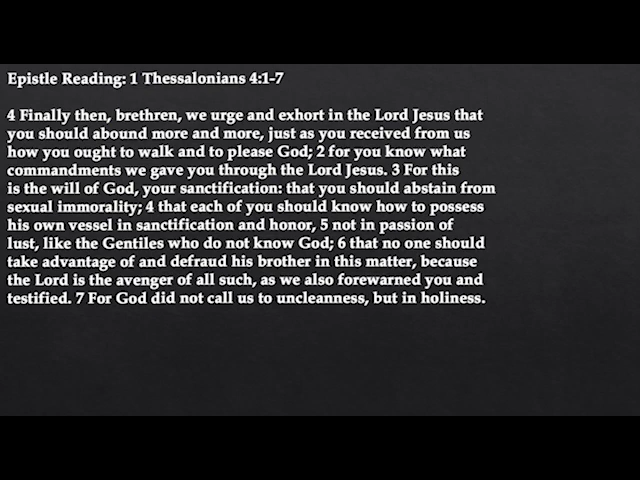 Epistle Reading: 1 Thessalonians 4:1-7
4 Finally then, brethren, we urge and exhort in the Lord Jesus that
you should abound more and more, just as you received from us
how you ought to walk and to please God; 2 for you know what
commandments we gave you through the Lord Jesus. 3 For this
is the will of God, your sanctification: that you should abstain from
sexual immorality; 4 that each of you should know how to possess
his own vessel in sanctification and honor, 5 not in passion of
lust, like the Gentiles who do not know God; 6 that no one should
take advantage of and defraud his brother in this matter, because
the Lord is the avenger of all such, as we also forewarned you and
testified. 7 For God did not call us to uncleanness, but in holiness.